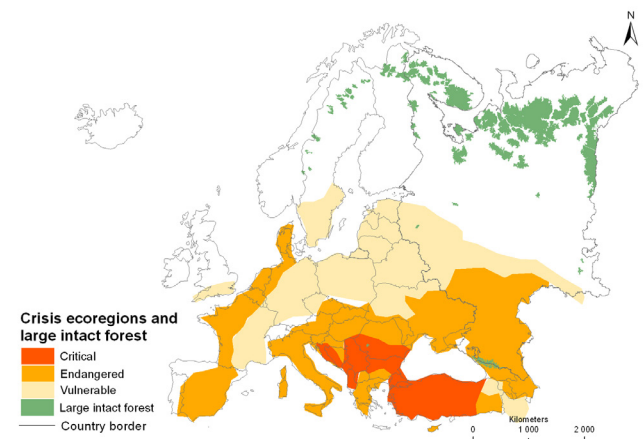 N
Crisis ecoregions and
large intact forest
Critical
Endangered
Vulnerable
Large intact forest
Country border
Kilometers
0 1 000 2 000